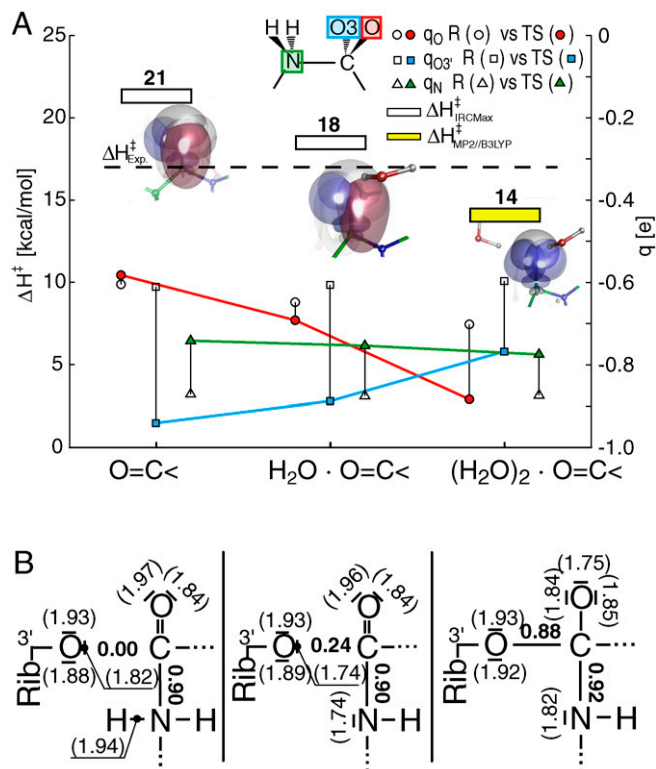 A
25
20
15
10
5
0
ΔH‡ [kcal/mol]
0
-0.3
-0.6
-0.9
-1.0
q [e]
H H O3 O
N C
qO R (○) vs TS (●)
qO3' R (□) vs TS (■)
qN R (△) vs TS (▲)
ΔH‡IRCMax
ΔH‡MP2//B3LYP
21
18
14
ΔH‡Exp.
O=C<
H2O · O=C<
(H2O)2 · O=C<
B
(1.97) (1.84)
O
(1.93)
3' O 0.00 C ...
Rib
(1.88) (1.82) 0.90
H N H
(1.94)
...
(1.96) (1.84)
O
(1.93)
3' O 0.24 C ...
Rib
(1.89) (1.74) 0.90
(1.74) N H
...
(1.75)
(1.84) O (1.85)
(1.93)
3' O 0.88 C ...
Rib
(1.92) 0.92
(1.82) N H
...